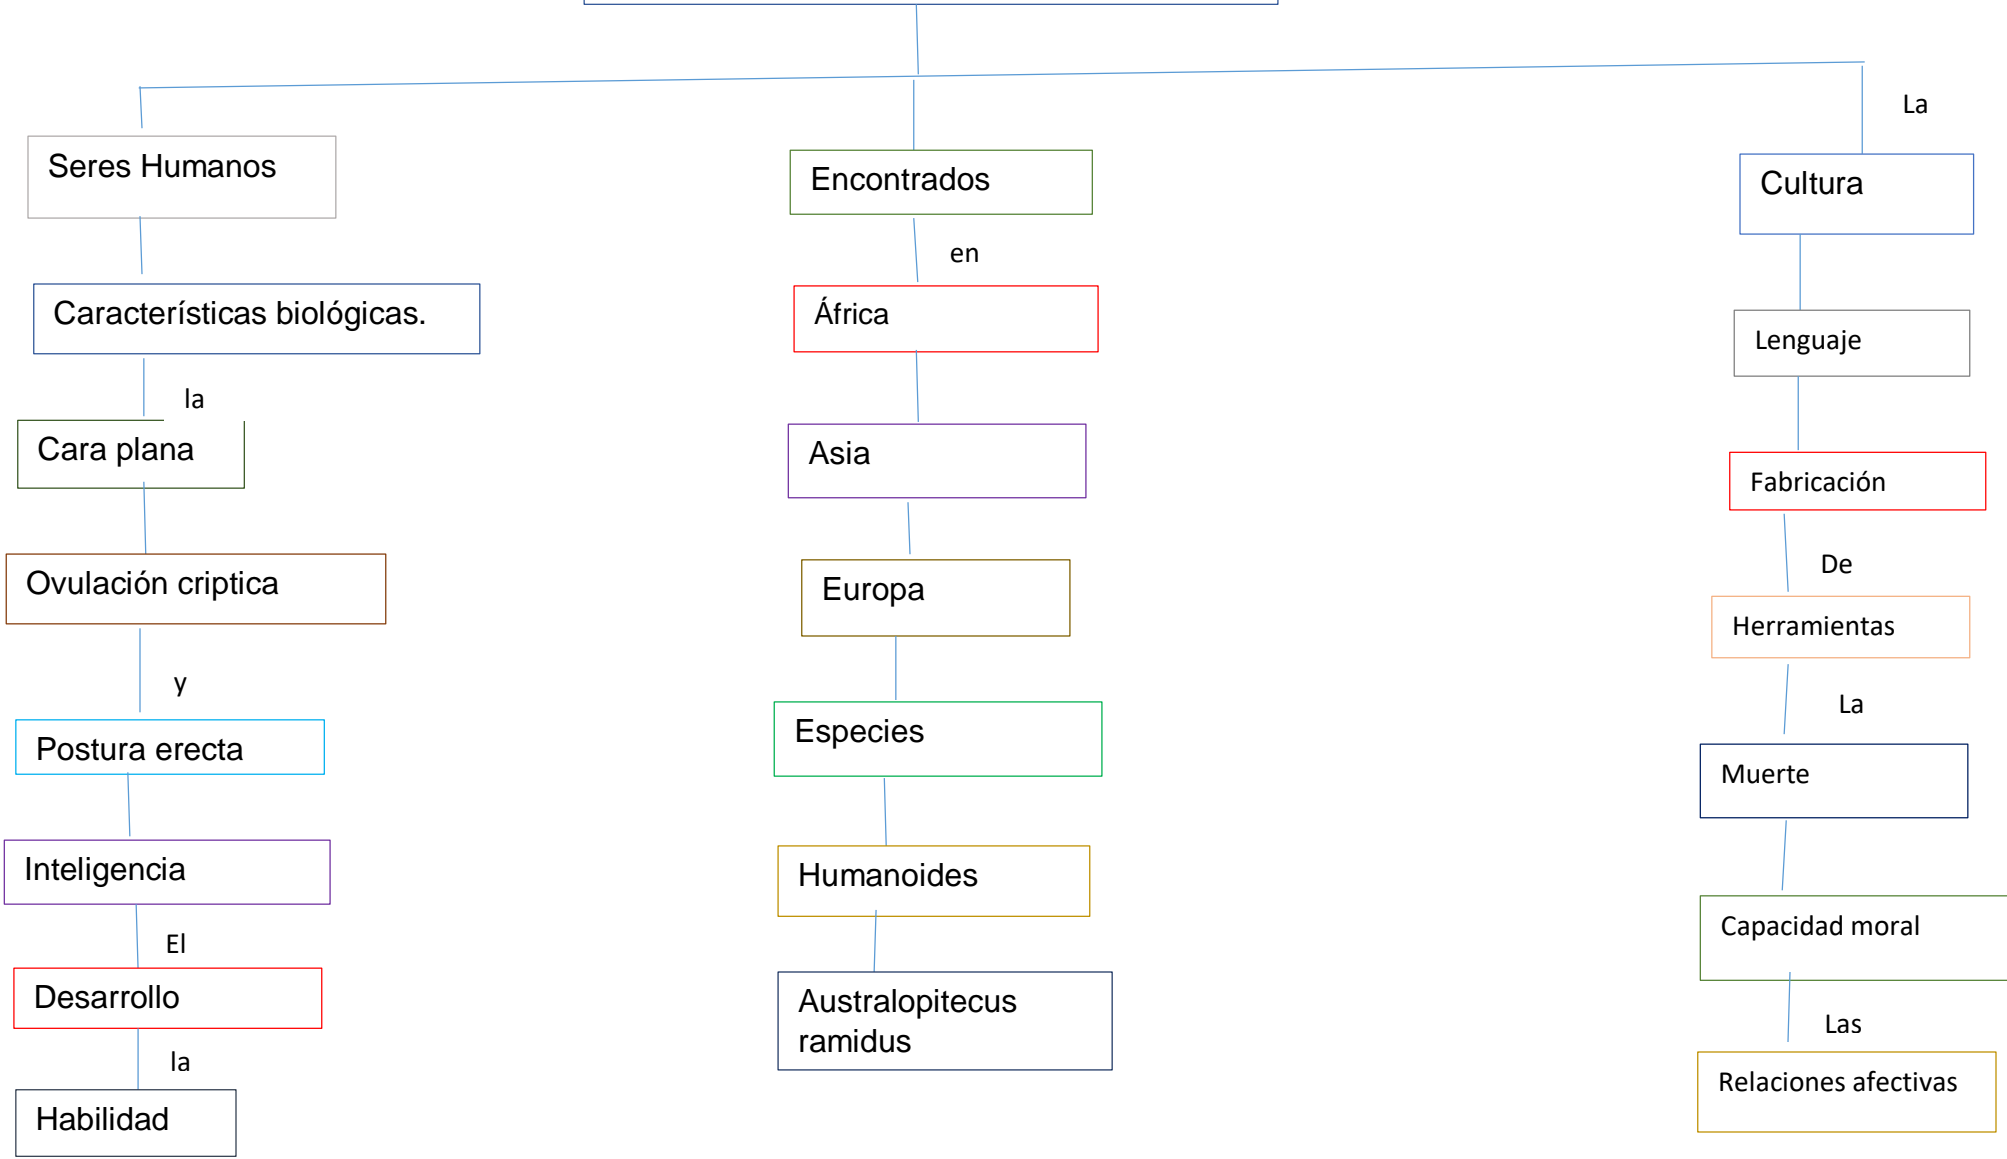 Seres Humanos
Características biológicas.
la
Cara plana
Ovulación criptica
y
Postura erecta
Inteligencia
El
Desarrollo
la
Habilidad
Encontrados
en
África
Asia
Europa
Especies
Humanoides
Australopitecus
ramidus
La
Cultura
Lenguaje
Fabricación
De
Herramientas
La
Muerte
Capacidad moral
Las
Relaciones afectivas